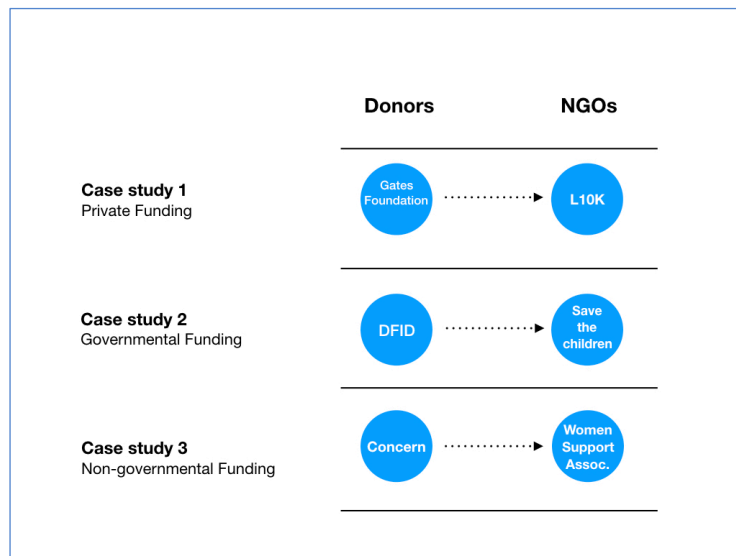 Donors NGOs
Case study 1
Private Funding
Gates
Foundation
L10K
Case study 2
Governmental Funding
DFID
Save
the
children
Case study 3
Non-governmental Funding
Concern
Women
Support
Assoc.